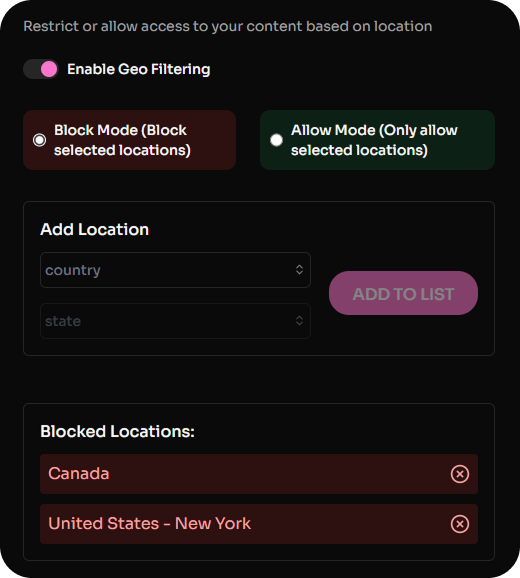 Restrict or allow access to your content based on location
Enable Geo Filtering
Block Mode (Block
selected locations)
Allow Mode (Only allow
selected locations)
Add Location
country
ADD TO LIST
state
Blocked Locations:
Canada
United States - New York